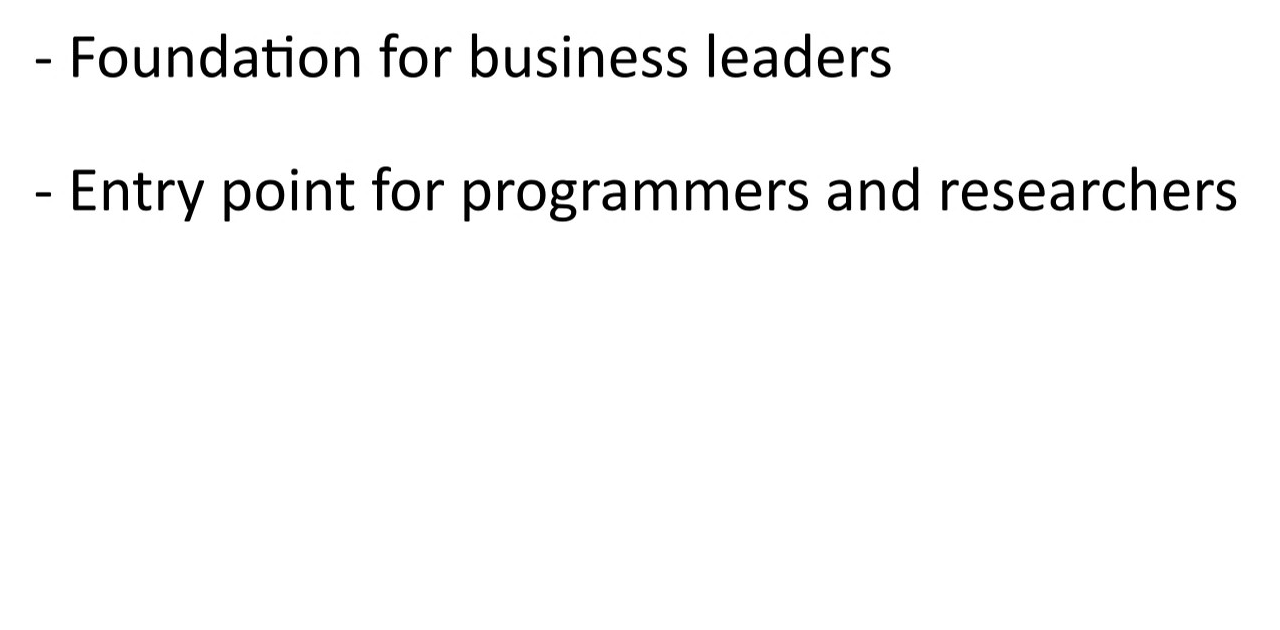 - Foundation for business leaders
- Entry point for programmers and researchers